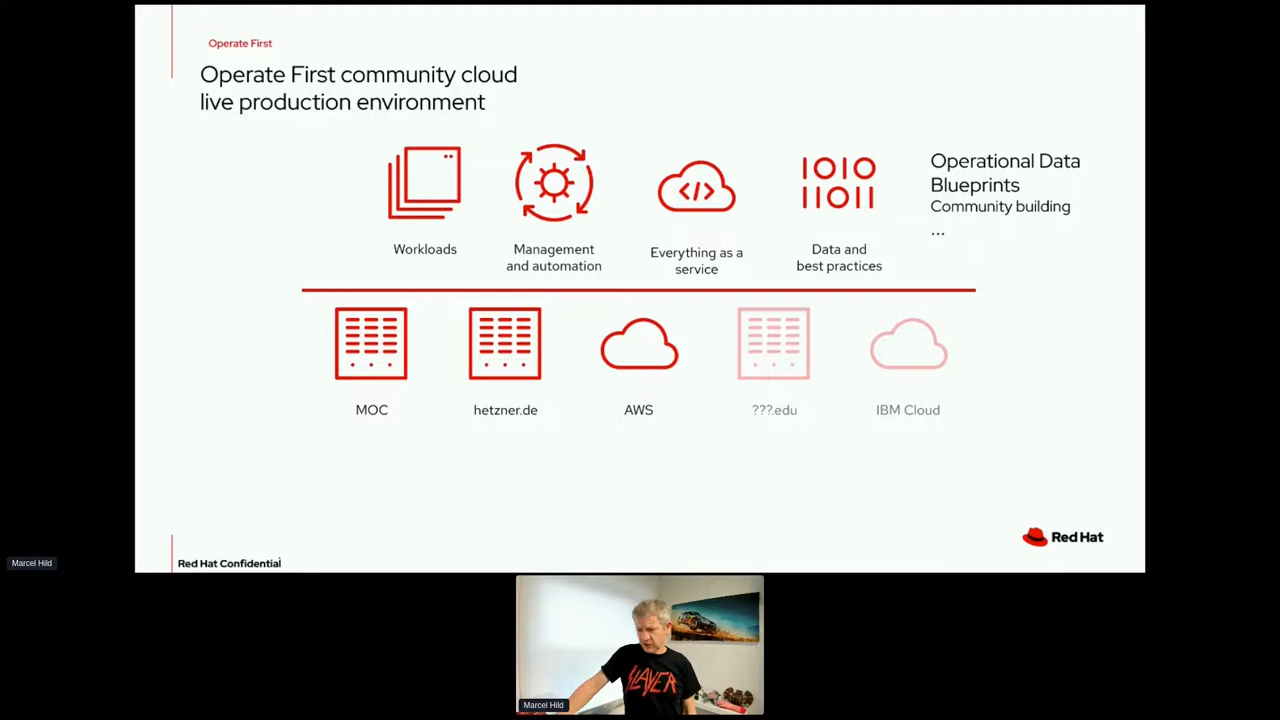 Operate First
Operate First community cloud
live production environment
Operational Data
Blueprints
Community building
...
Workloads
Management
and automation
Everything as a
service
Data and
best practices
MOC
hetzner.de
AWS
???.edu
IBM Cloud
Red Hat
Red Hat Confidential
Marcel Hild
SLAYER
Marcel Hild